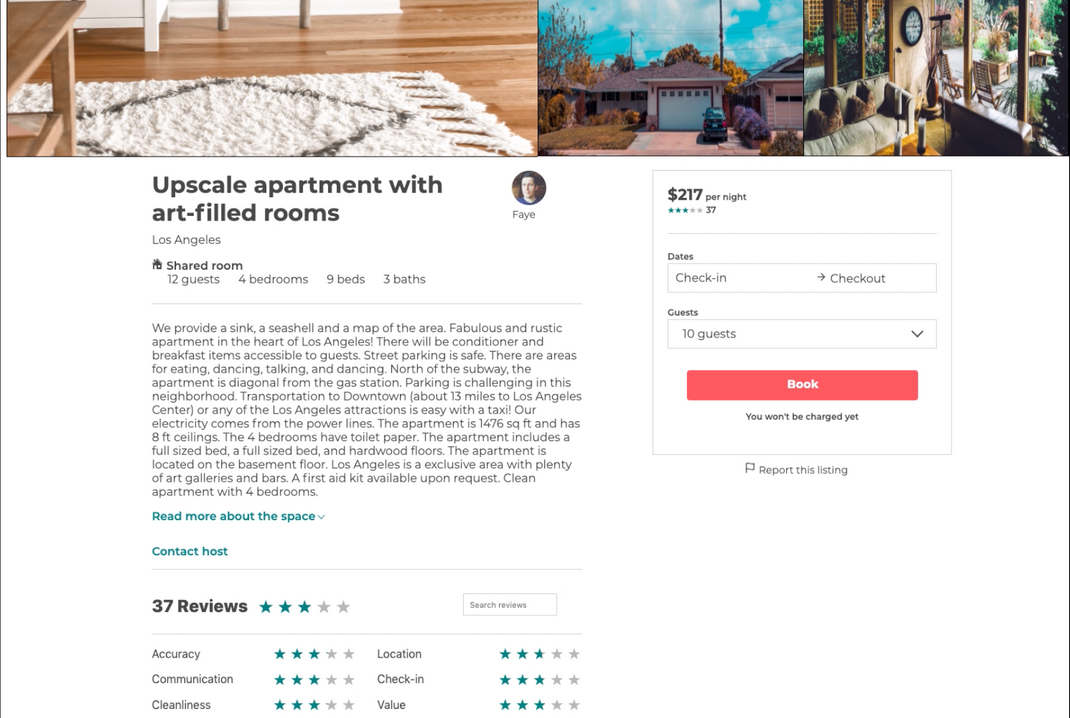 Upscale apartment with
art-filled rooms
Faye
Los Angeles
Shared room
12 guests 4 bedrooms 9 beds 3 baths
We provide a sink, a seashell and a map of the area. Fabulous and rustic
apartment in the heart of Los Angeles! There will be conditioner and
breakfast items accessible to guests. Street parking is safe. There are areas
for eating, dancing, talking, and dancing. North of the subway, the
apartment is diagonal from the gas station. Parking is challenging in this
neighborhood. Transportation to Downtown (about 13 miles to Los Angeles
Center) or any of the Los Angeles attractions is easy with a taxi! Our
electricity comes from the power lines. The apartment is 1476 sq ft and has
8 ft ceilings. The 4 bedrooms have toilet paper. The apartment includes a
full sized bed, a full sized bed, and hardwood floors. The apartment is
located on the basement floor. Los Angeles is a exclusive area with plenty
of art galleries and bars. A first aid kit available upon request. Clean
apartment with 4 bedrooms.
Read more about the space
Contact host
37 Reviews
Search reviews
Accuracy Location
Communication Check-in
Cleanliness Value
$217 per night
37
Dates
Check-in → Checkout
Guests
10 guests
Book
You won't be charged yet
Report this listing